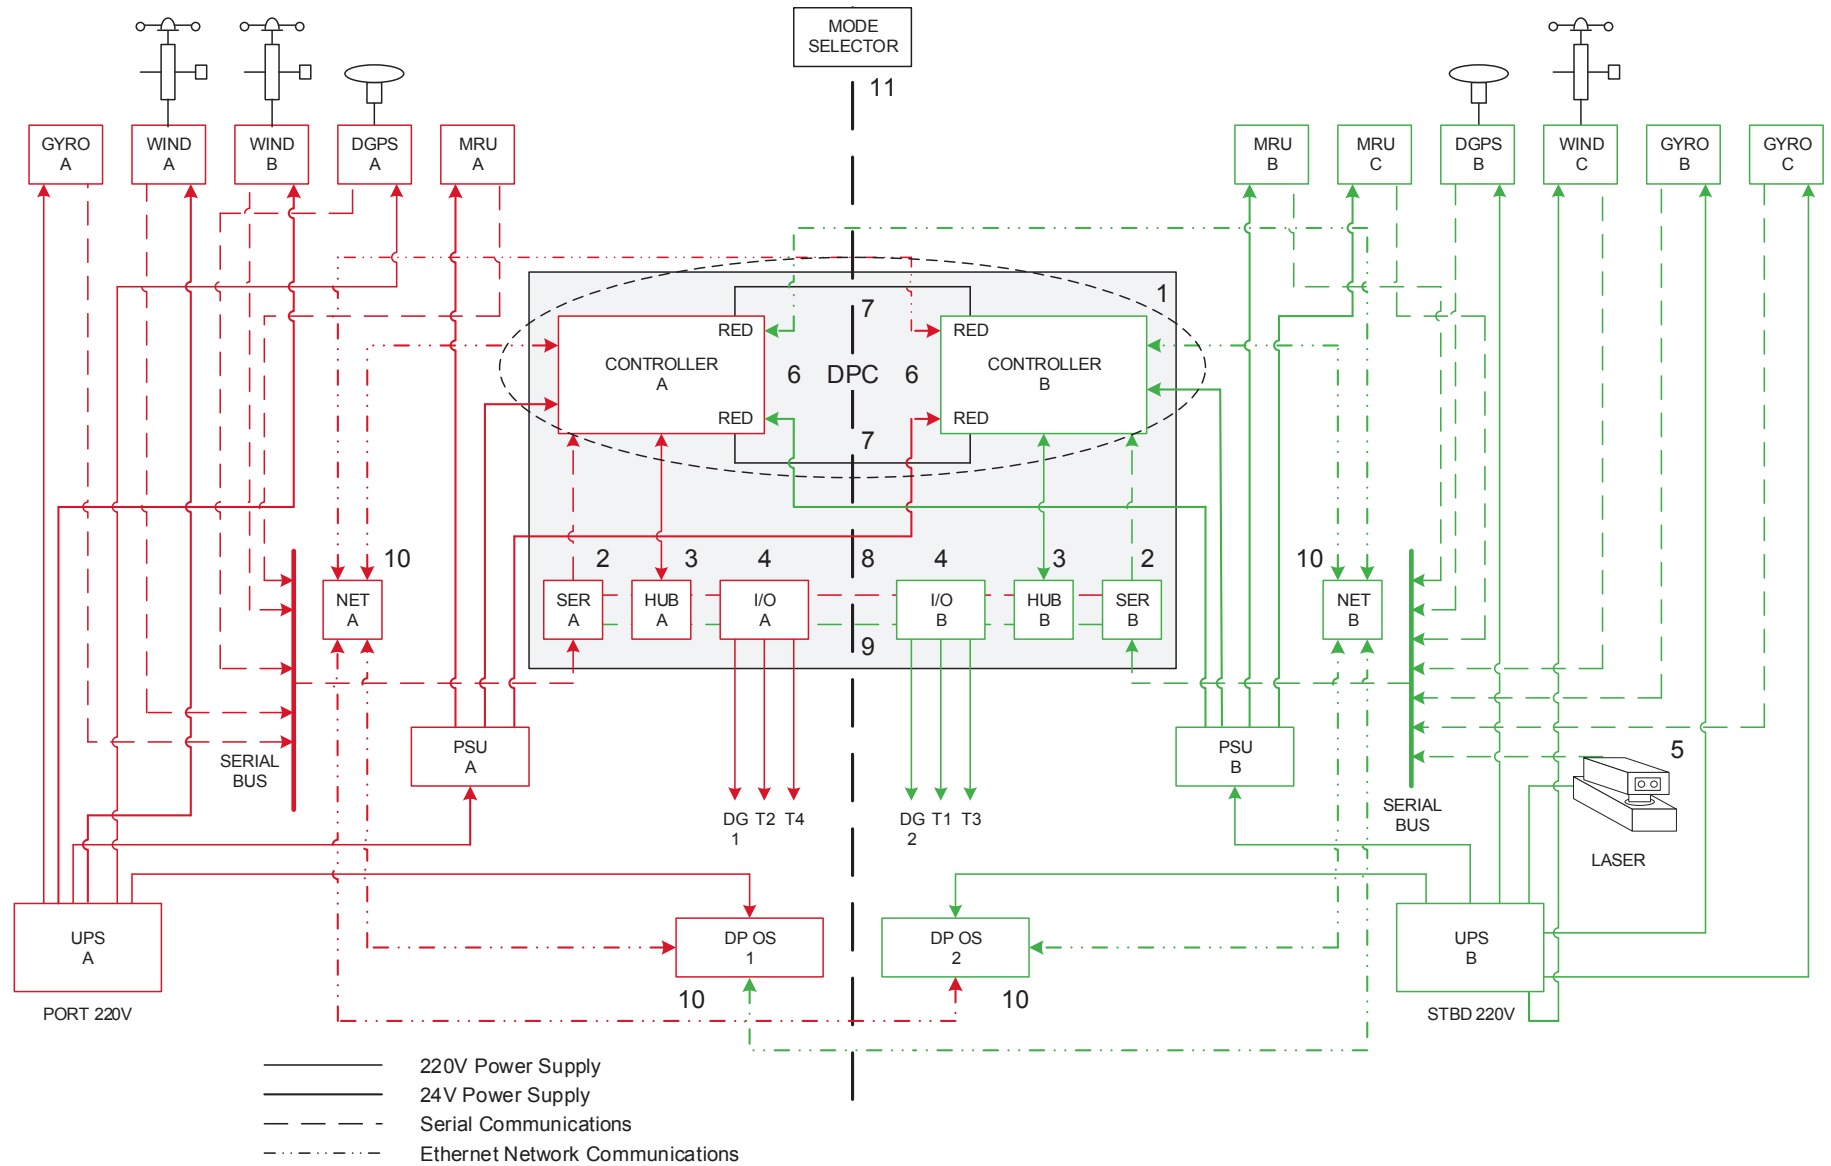 MODE
SELECTOR
11
GYRO
A
WIND
A
WIND
B
DGPS
A
MRU
A
MRU
B
MRU
C
DGPS
B
WIND
C
GYRO
B
GYRO
C
1
7
RED
RED
CONTROLLER
A
6
DPC
6
CONTROLLER
B
RED
RED
7
10
2
3
4
8
4
3
2
10
NET
A
SER
A
HUB
A
I/O
A
I/O
B
HUB
B
SER
B
NET
B
9
SERIAL
BUS
PSU
A
PSU
B
5
DG
1
T2
T4
DG
2
T1
T3
SERIAL
BUS
LASER
UPS
A
DP OS
1
DP OS
2
UPS
B
10
10
PORT 220V
STBD 220V
220V Power Supply
24V Power Supply
Serial Communications
Ethernet Network Communications